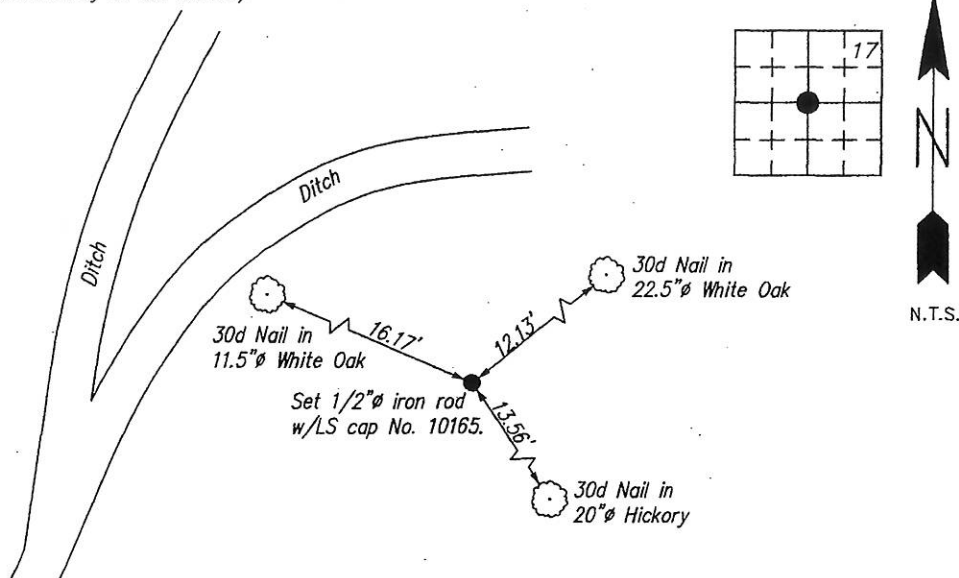 17
N
N.T.S.
Ditch
Ditch
30d Nail in
22.5"ø White Oak
30d Nail in
11.5"ø White Oak
16.17'
12.13'
Set 1/2"ø iron rod
w/LS cap No. 10165.
13.56'
30d Nail in
20"ø Hickory